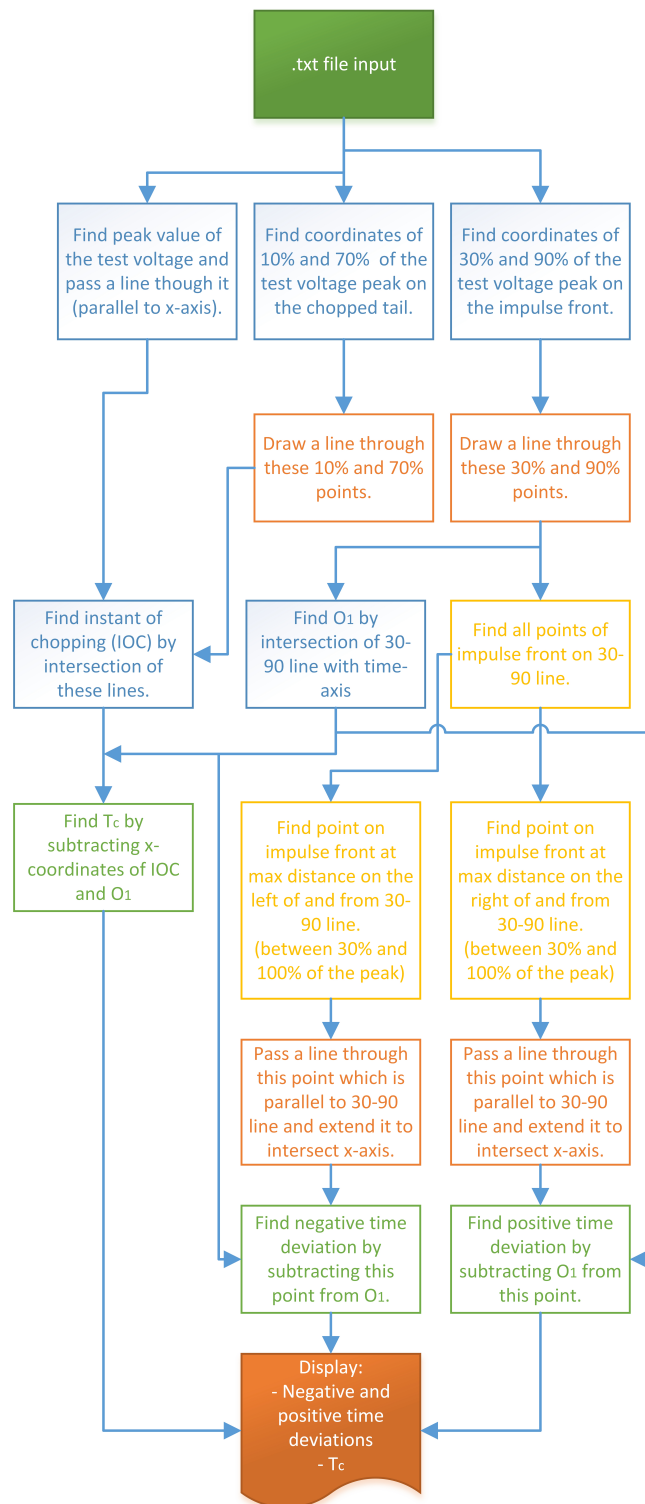 .txt file input
Find peak value of
the test voltage and
pass a line though it
(parallel to x-axis).
Find coordinates of
10% and 70% of the
test voltage peak on
the chopped tail.
Find coordinates of
30% and 90% of the
test voltage peak on
the impulse front.
Draw a line through
these 10% and 70%
points.
Draw a line through
these 30% and 90%
points.
Find instant of
chopping (IOC) by
intersection of
these lines.
Find O1 by
intersection of 30-
90 line with time-
axis
Find all points of
impulse front on 30-
90 line.
Find Tc by
subtracting x-
coordinates of IOC
and O1
Find point on
impulse front at
max distance on the
left of and from 30-
90 line.
(between 30% and
100% of the peak)
Find point on
impulse front at
max distance on the
right of and from
30-90 line.
(between 30% and
100% of the peak)
Pass a line through
this point which is
parallel to 30-90
line and extend it to
intersect x-axis.
Pass a line through
this point which is
parallel to 30-90
line and extend it to
intersect x-axis.
Find negative time
deviation by
subtracting this
point from O1.
Find positive time
deviation by
subtracting O1 from
this point.
Display:
- Negative and
positive time
deviations
- Tc